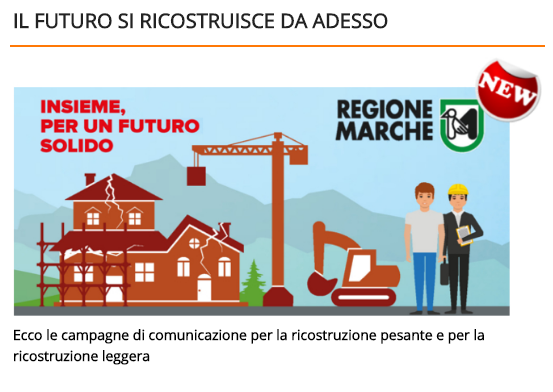 IL FUTURO SI RICOSTRUISCE DA ADESSO
NEW
INSIEME,
PER UN FUTURO
SOLIDO
REGIONE
MARCHE
Ecco le campagne di comunicazione per la ricostruzione pesante e per la
ricostruzione leggera